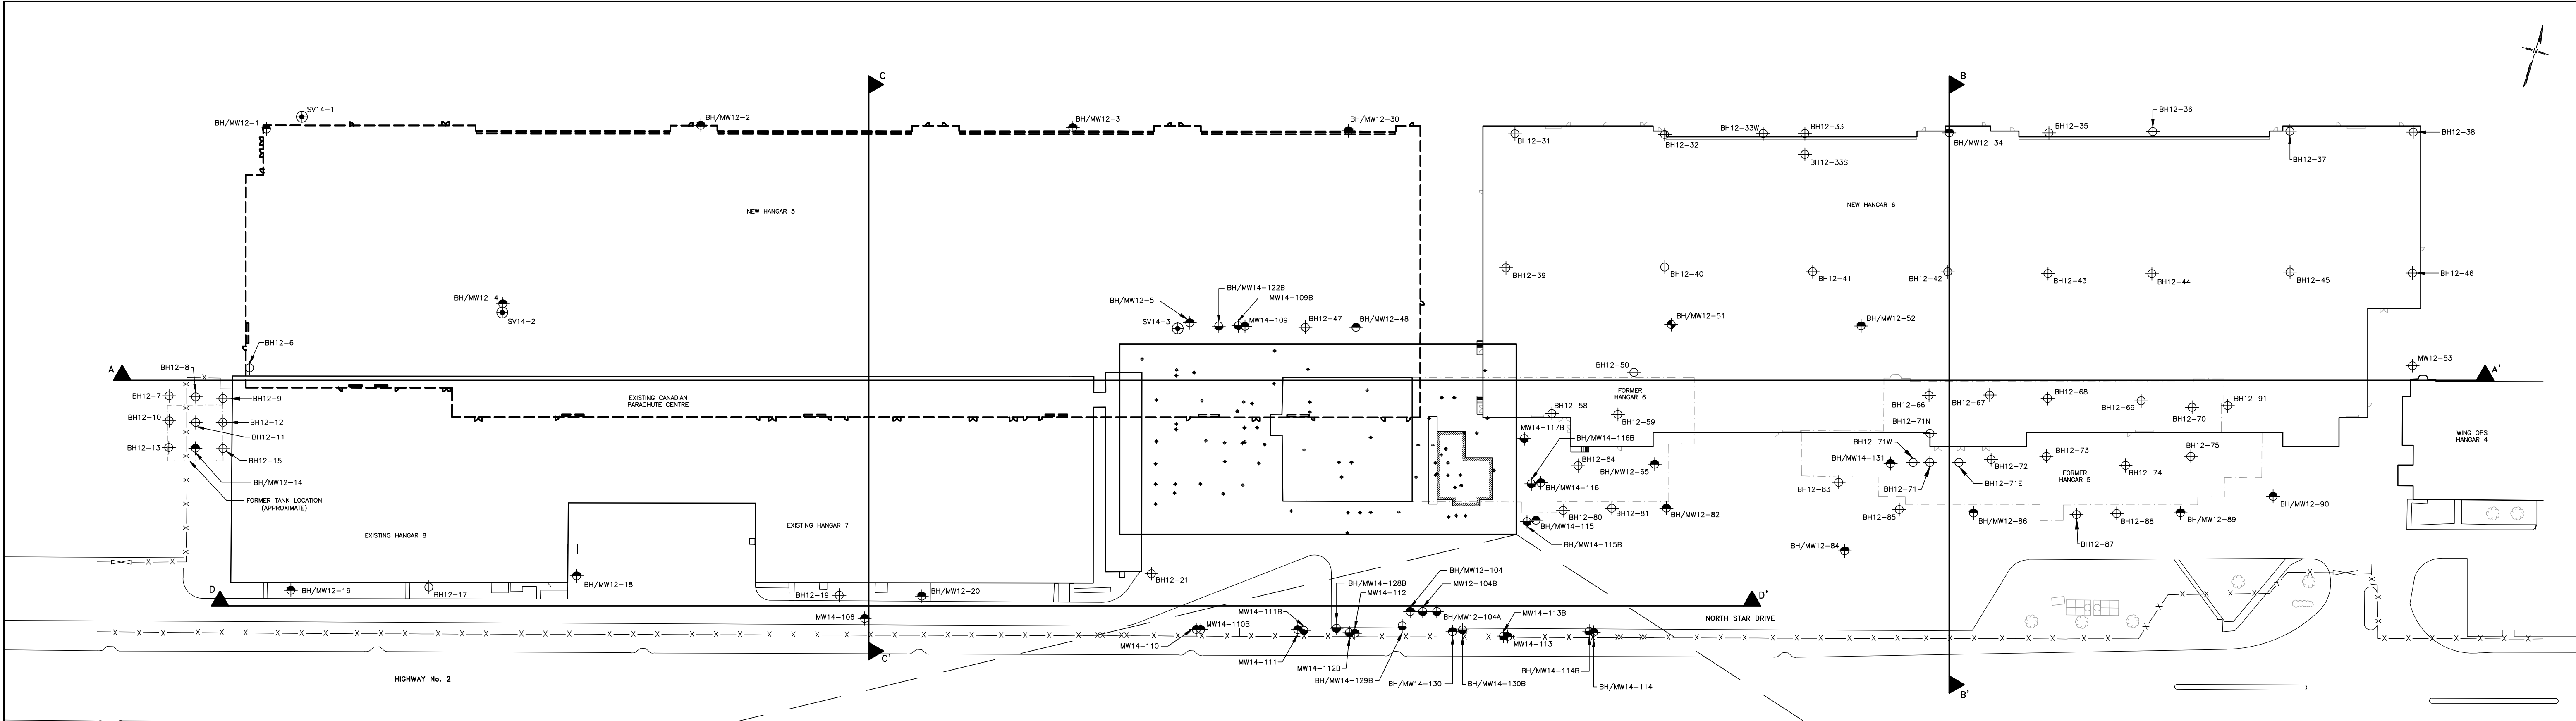 C
B
N
SV14-1
BH/MW12-1
BH/MW12-2
BH/MW12-3
BH/MW12-30
BH12-31
BH12-32
BH12-33W
BH12-33
BH12-33S
BH/MW12-34
BH12-35
BH12-36
BH12-37
BH12-38
NEW HANGAR 5
NEW HANGAR 6
BH/MW12-4
SV14-2
BH/MW12-5
SV14-3
BH/MW14-122B
MW14-109B
MW14-109
BH12-47
BH/MW12-48
BH12-39
BH12-40
BH12-41
BH12-42
BH12-43
BH12-44
BH12-45
BH12-46
BH/MW12-51
BH/MW12-52
MW12-53
BH12-6
BH12-8
A
A'
BH12-7
BH12-9
BH12-10
BH12-12
BH12-11
BH12-13
BH12-15
BH/MW12-14
FORMER TANK LOCATION
(APPROXIMATE)
EXISTING CANADIAN
PARACHUTE CENTRE
EXISTING HANGAR 8
EXISTING HANGAR 7
BH12-50
FORMER
HANGAR 6
BH12-58
BH12-59
MW14-117B
BH/MW14-116B
BH12-64
BH/MW12-65
BH/MW14-116
BH/MW14-115
BH/MW14-115B
BH12-80
BH12-81
BH/MW12-82
BH12-66
BH12-67
BH12-68
BH12-69
BH12-70
BH12-91
BH12-71N
BH12-71W
BH/MW14-131
BH12-71
BH12-71E
BH12-72
BH12-73
BH12-74
BH12-75
FORMER
HANGAR 5
BH12-83
BH12-85
BH/MW12-86
BH12-87
BH12-88
BH/MW12-89
BH/MW12-90
BH/MW12-84
WING OPS
HANGAR 4
D
D'
BH/MW12-16
BH12-17
BH/MW12-18
BH12-19
BH/MW12-20
BH12-21
MW14-106
C'
MW14-110B
MW14-110
MW14-111B
MW14-111
BH/MW14-128B
MW14-112
MW14-112B
BH/MW12-104
MW12-104B
BH/MW12-104A
BH/MW14-129B
BH/MW14-130
BH/MW14-130B
MW14-113B
MW14-113
BH/MW14-114B
BH/MW14-114
NORTH STAR DRIVE
HIGHWAY No. 2
B'